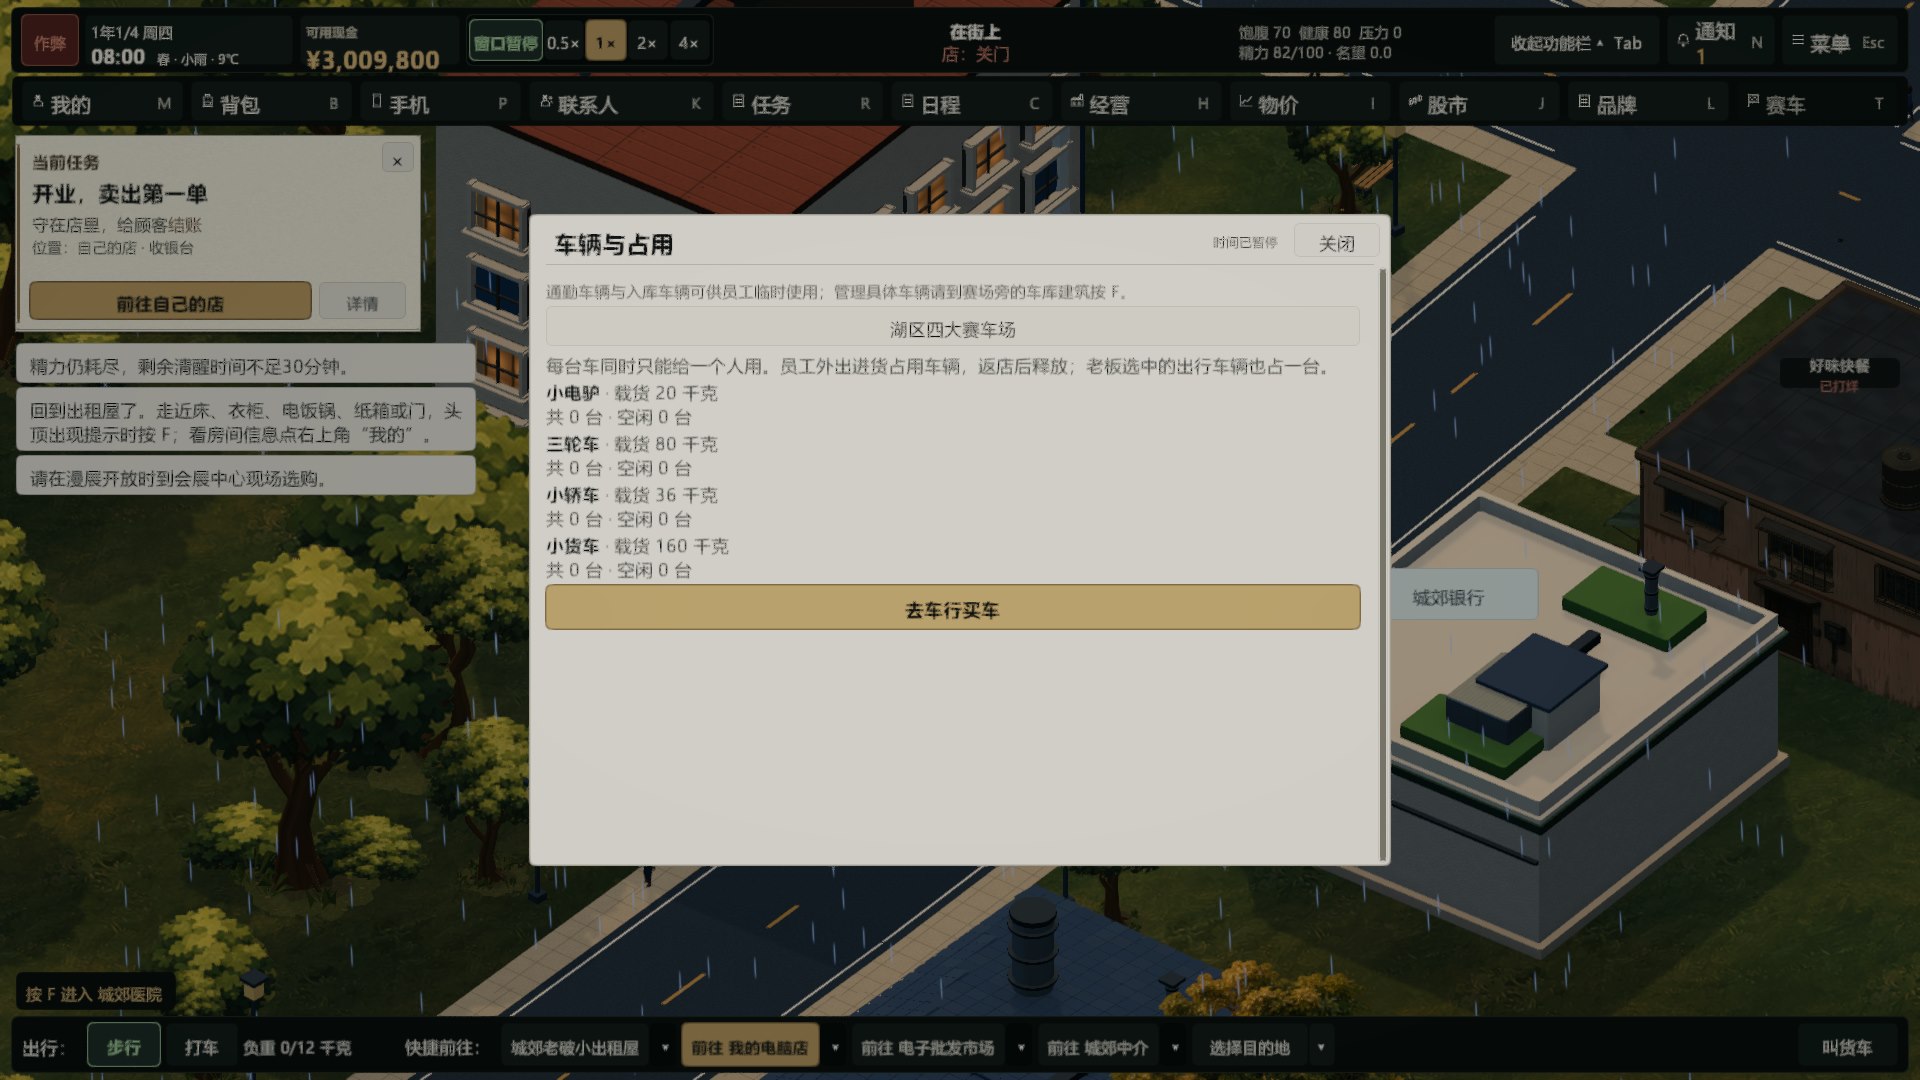 作弊
1年1/4 周四
08:00 春·小雨·9℃
可用现金
¥3,009,800
窗口暂停 0.5× 1× 2× 4×
在街上
店：关门
饱腹 70 健康 80 压力 0
精力 82/100·名望 0.0
收起功能栏 Tab
通知 N
1
菜单 Esc
我的 M
背包 B
手机 P
联系人 K
任务 R
日程 C
经营 H
物价 I
股市 J
品牌 L
赛车 T
当前任务 ×
开业，卖出第一单
守在店里，给顾客结账
位置：自己的店·收银台
前往自己的店 详情
精力仍耗尽，剩余清醒时间不足30分钟。
回到出租屋了。走近床、衣柜、电饭锅、纸箱或门，头
顶出现提示时按 F；看房间信息点右上角“我的”。
请在漫展开放时到会展中心现场选购。
车辆与占用 时间已暂停 关闭
通勤车辆与入库车辆可供员工临时使用；管理具体车辆请到赛场旁的车库建筑按 F。
湖区四大赛车场
每台车同时只能给一个人用。员工外出进货占用车辆，返店后释放；老板选中的出行车辆也占一台。
小电驴·载货 20 千克
共 0 台·空闲 0 台
三轮车·载货 80 千克
共 0 台·空闲 0 台
小轿车·载货 36 千克
共 0 台·空闲 0 台
小货车·载货 160 千克
共 0 台·空闲 0 台
去车行买车
好味快餐
已打烊
城郊银行
按 F 进入 城郊医院
出行： 步行 打车 负重 0/12 千克 快捷前往： 城郊老破小出租屋 前往 我的电脑店 前往 电子批发市场 前往 城郊中介 选择目的地 叫货车